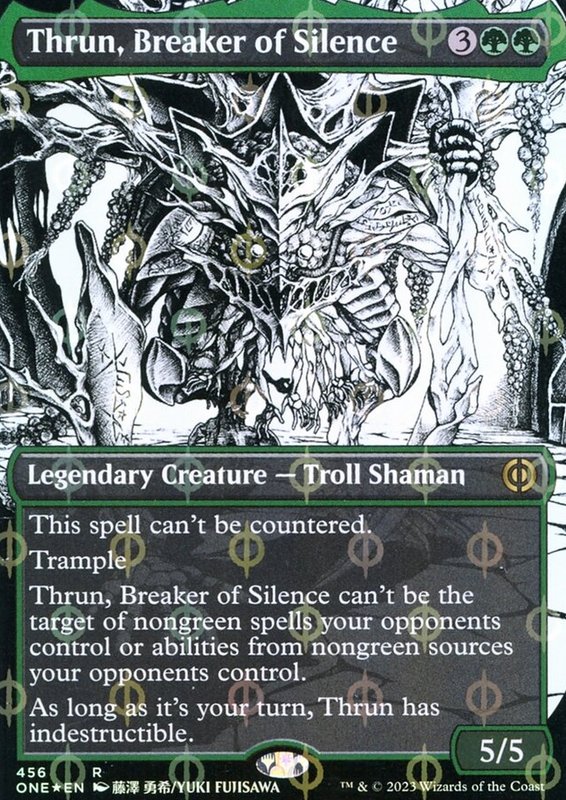 Thrun, Breaker of Silence 3
Legendary Creature — Troll Shaman
This spell can't be countered.
Trample
Thrun, Breaker of Silence can't be the
target of nongreen spells your opponents
control or abilities from nongreen sources
your opponents control.
As long as it's your turn, Thrun has
indestructible.
5/5
456 R
ONE★EN 藤澤 勇希/YUKI FUJISAWA
™ & © 2023 Wizards of the Coast